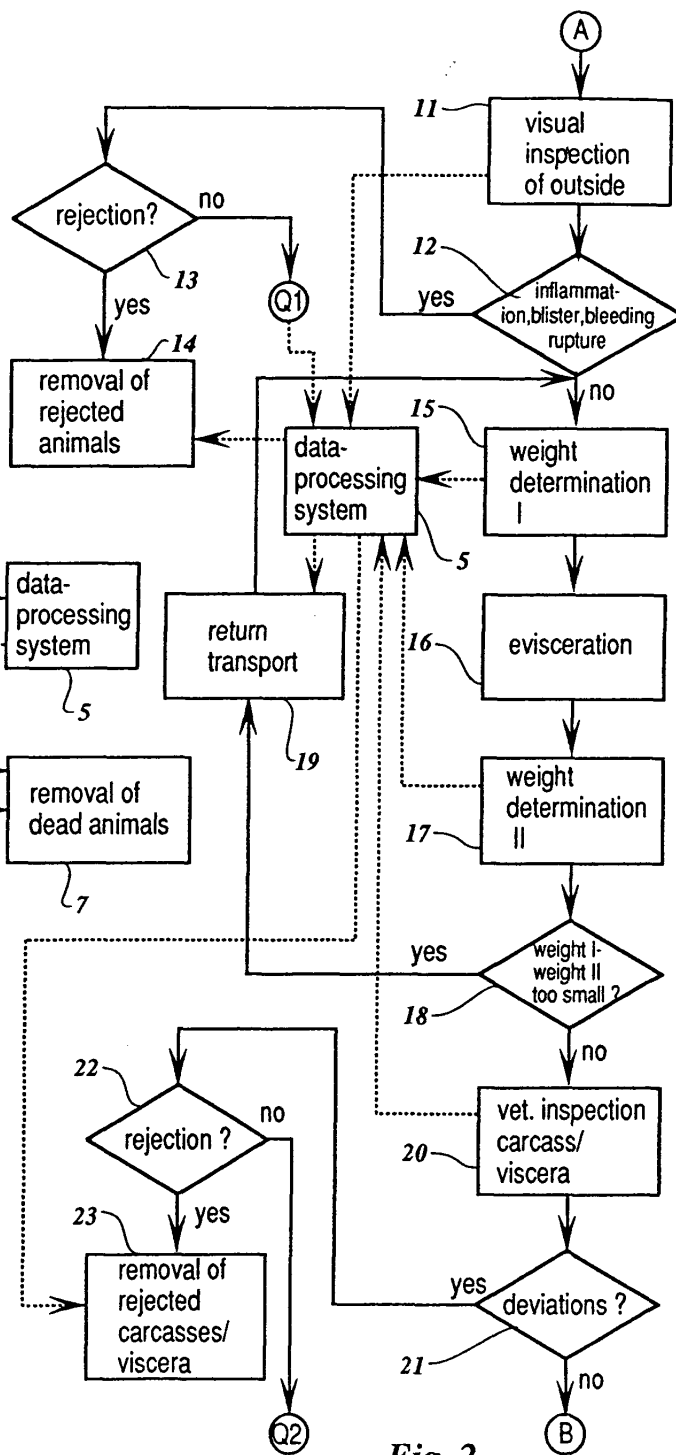 A
11
visual
inspection
of outside
12
inflammat-
ion,blister,bleeding
rupture
yes
no
rejection?
no
13
yes
Q1
14
removal of
rejected
animals
data-
processing
system
5
15
weight
determination
I
data-
processing
system
5
return
transport
19
16
evisceration
removal of
dead animals
7
weight
determination
II
17
weight I-
weight II
too small ?
yes
18
no
22
rejection ?
no
yes
vet. inspection
carcass/
viscera
20
23
removal of
rejected
carcasses/
viscera
yes
deviations ?
21
no
Q2
B